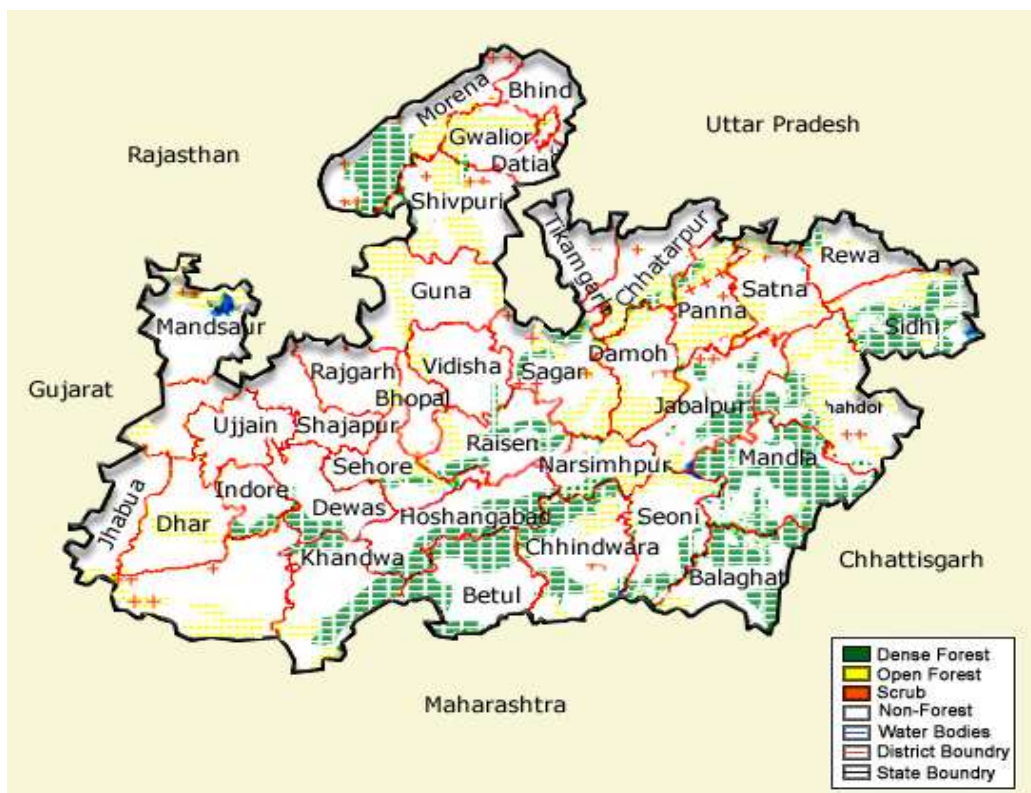 Bhind
Morena
Uttar Pradesh
Gwalior
Rajasthan
Datia
Shivpuri
Tikamgarh
Chhatarpur
Rewa
Guna
Satna
Panna
Mandsaur
Sidhi
Damoh
Vidisha
Rajgarh
Sagar
Gujarat
Bhopal
Jabalpur
hahdol
Ujjain
Shajapur
Raisen
Mandla
Sehore
Narsimhpur
Indore
Jhabua
Dewas
Hoshangabad
Seoni
Dhar
Chhindwara
Khandwa
Chhattisgarh
Balaghat
Betul
Maharashtra
Dense Forest
Open Forest
Scrub
Non-Forest
Water Bodies
District Boundry
State Boundry